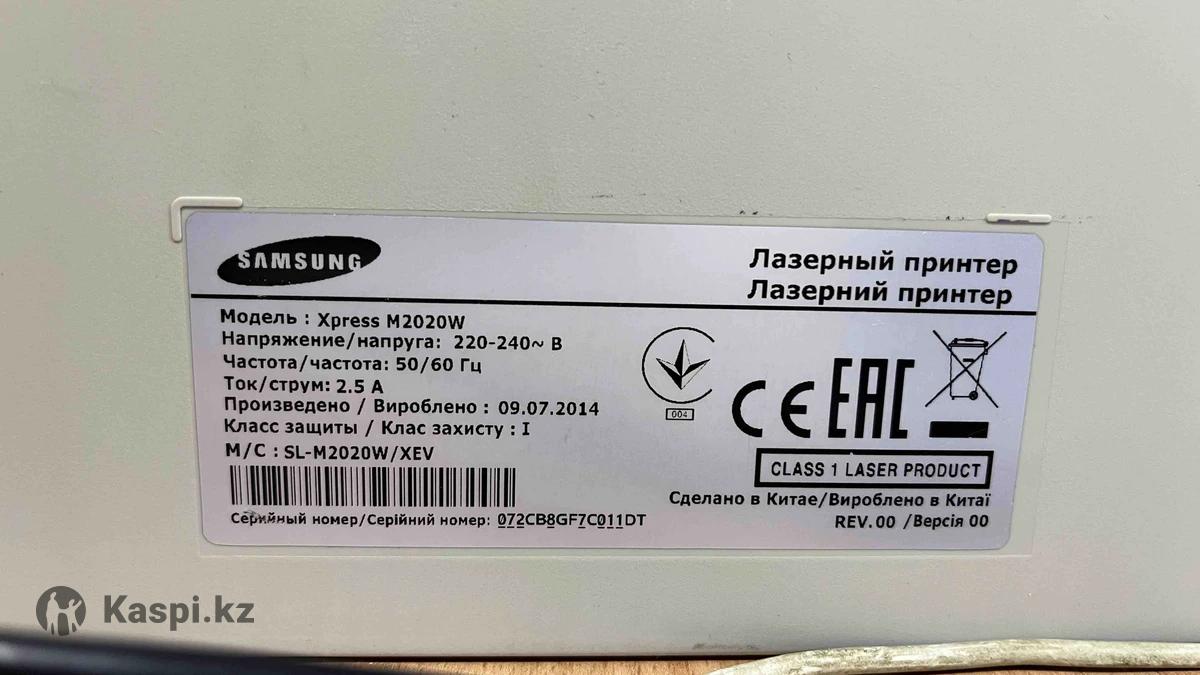 SAMSUNG
Лазерный принтер
Лазерний принтер
Модель : Xpress M2020W
Напряжение/напруга: 220-240~ В
Частота/частота: 50/60 Гц
Ток/струм: 2.5 А
Произведено / Вироблено : 09.07.2014
Класс защиты / Клас захисту : I
M/C : SL-M2020W/XEV
Серийный номер/Серійний номер: 072CB8GF7C011DT
004
CE EAC
CLASS 1 LASER PRODUCT
Сделано в Китае/Вироблено в Китаї
REV.00 /Версія 00
Kaspi.kz